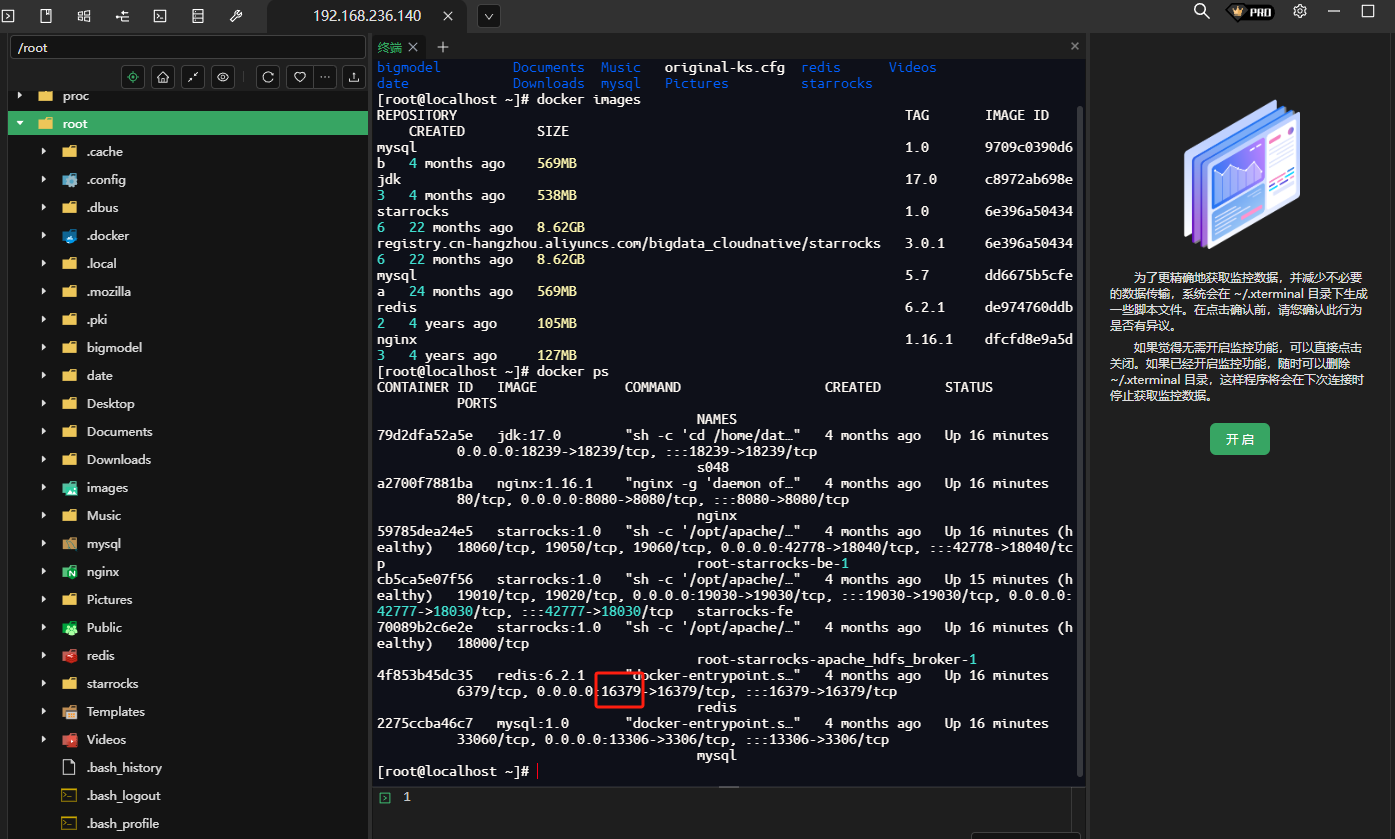 192.168.236.140
PRO
/root
proc
root
.cache
.config
.dbus
.docker
.local
.mozilla
.pki
bigmodel
date
Desktop
Documents
Downloads
images
Music
mysql
nginx
Pictures
Public
redis
starrocks
Templates
Videos
.bash_history
.bash_logout
.bash_profile
终端
bigmodel Documents Music original-ks.cfg redis Videos
date Downloads mysql Pictures starrocks
[root@localhost ~]# docker images
REPOSITORY TAG IMAGE ID
CREATED SIZE
mysql 1.0 9709c0390d6
b 4 months ago 569MB
jdk 17.0 c8972ab698e
3 4 months ago 538MB
starrocks 1.0 6e396a50434
6 22 months ago 8.62GB
registry.cn-hangzhou.aliyuncs.com/bigdata_cloudnative/starrocks 3.0.1 6e396a50434
6 22 months ago 8.62GB
mysql 5.7 dd6675b5cfe
a 24 months ago 569MB
redis 6.2.1 de974760ddb
2 4 years ago 105MB
nginx 1.16.1 dfcfd8e9a5d
3 4 years ago 127MB
[root@localhost ~]# docker ps
CONTAINER ID IMAGE COMMAND CREATED STATUS
PORTS
NAMES
79d2dfa52a5e jdk:17.0 "sh -c 'cd /home/dat…" 4 months ago Up 16 minutes
0.0.0.0:18239->18239/tcp, :::18239->18239/tcp
s048
a2700f7881ba nginx:1.16.1 "nginx -g 'daemon of…" 4 months ago Up 16 minutes
80/tcp, 0.0.0.0:8080->8080/tcp, :::8080->8080/tcp
nginx
59785dea24e5 starrocks:1.0 "sh -c '/opt/apache/…" 4 months ago Up 16 minutes (h
ealthy) 18060/tcp, 19050/tcp, 19060/tcp, 0.0.0.0:42778->18040/tcp, :::42778->18040/tc
p root-starrocks-be-1
cb5ca5e07f56 starrocks:1.0 "sh -c '/opt/apache/…" 4 months ago Up 15 minutes (h
ealthy) 19010/tcp, 19020/tcp, 0.0.0.0:19030->19030/tcp, :::19030->19030/tcp, 0.0.0.0:
42777->18030/tcp, :::42777->18030/tcp starrocks-fe
70089b2c6e2e starrocks:1.0 "sh -c '/opt/apache/…" 4 months ago Up 16 minutes (h
ealthy) 18000/tcp
root-starrocks-apache_hdfs_broker-1
4f853b45dc35 redis:6.2.1 "docker-entrypoint.s…" 4 months ago Up 16 minutes
6379/tcp, 0.0.0.0:16379->16379/tcp, :::16379->16379/tcp
redis
2275ccba46c7 mysql:1.0 "docker-entrypoint.s…" 4 months ago Up 16 minutes
33060/tcp, 0.0.0.0:13306->3306/tcp, :::13306->3306/tcp
mysql
[root@localhost ~]#
1
为了更精确地获取监控数据，并减少不必要
的数据传输，系统会在 ~/.xterminal 目录下生成
一些脚本文件。在点击确认前，请您确认此行为
是否有异议。
如果觉得无需开启监控功能，可以直接点击
关闭。如果已经开启监控功能，随时可以删除
~/.xterminal 目录，这样程序将会在下次连接时
停止获取监控数据。
开启